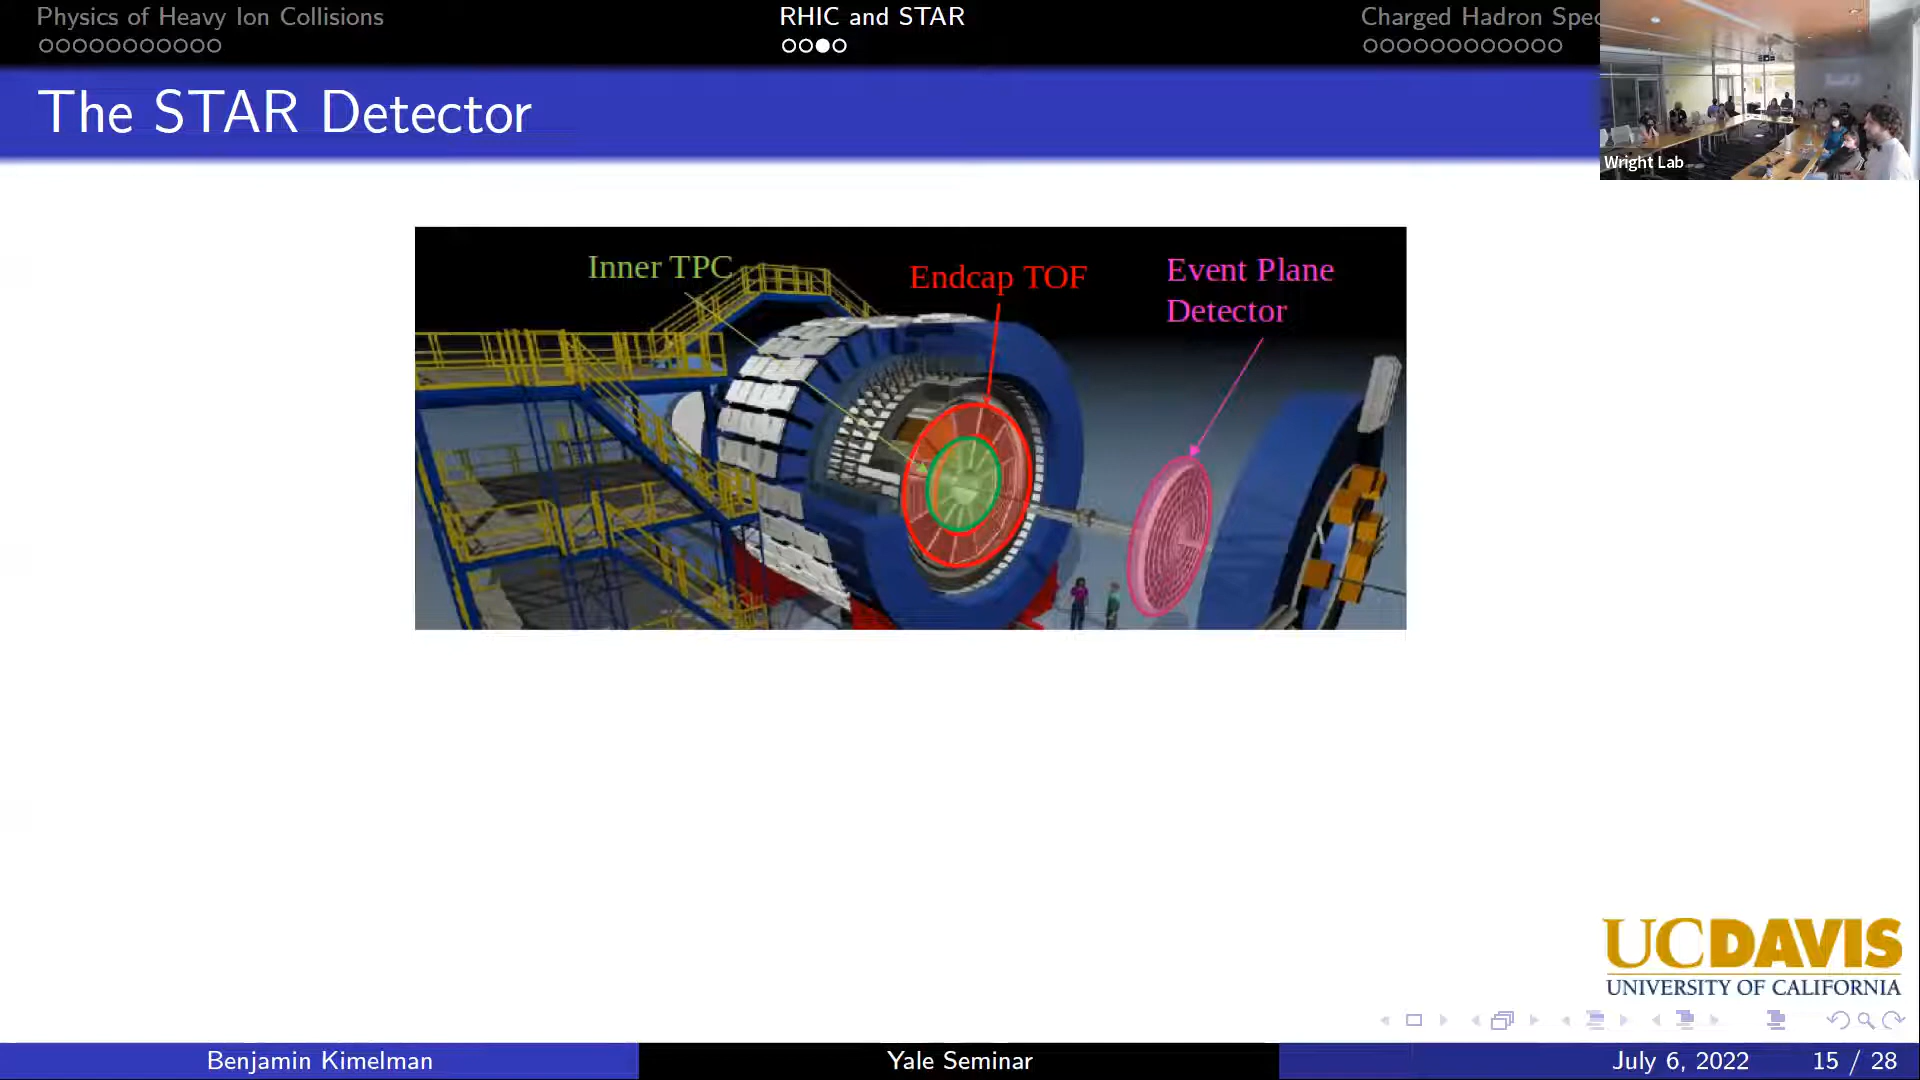 Physics of Heavy Ion Collisions
RHIC and STAR
Charged Hadron Spec
The STAR Detector
Wright Lab
Inner TPC
Endcap TOF
Event Plane
Detector
UCDAVIS
UNIVERSITY OF CALIFORNIA
Benjamin Kimelman
Yale Seminar
July 6, 2022
15 / 28